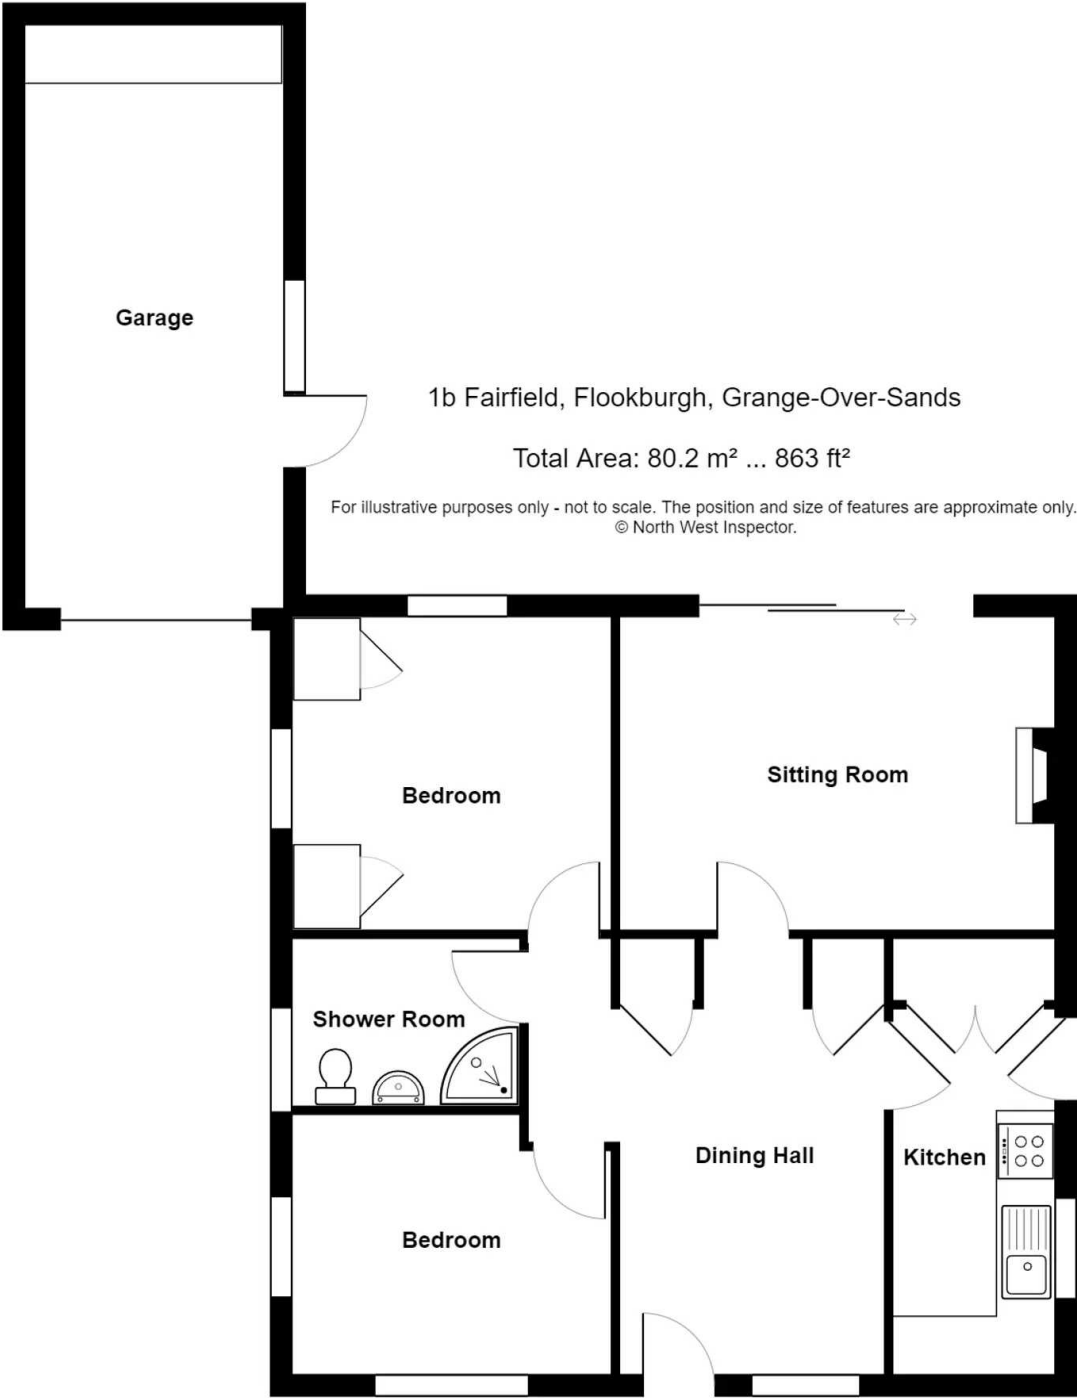 Garage
1b Fairfield, Flookburgh, Grange-Over-Sands
Total Area: 80.2 m² ... 863 ft²
For illustrative purposes only - not to scale. The position and size of features are approximate only.
© North West Inspector.
Sitting Room
Bedroom
Shower Room
Dining Hall
Kitchen
Bedroom